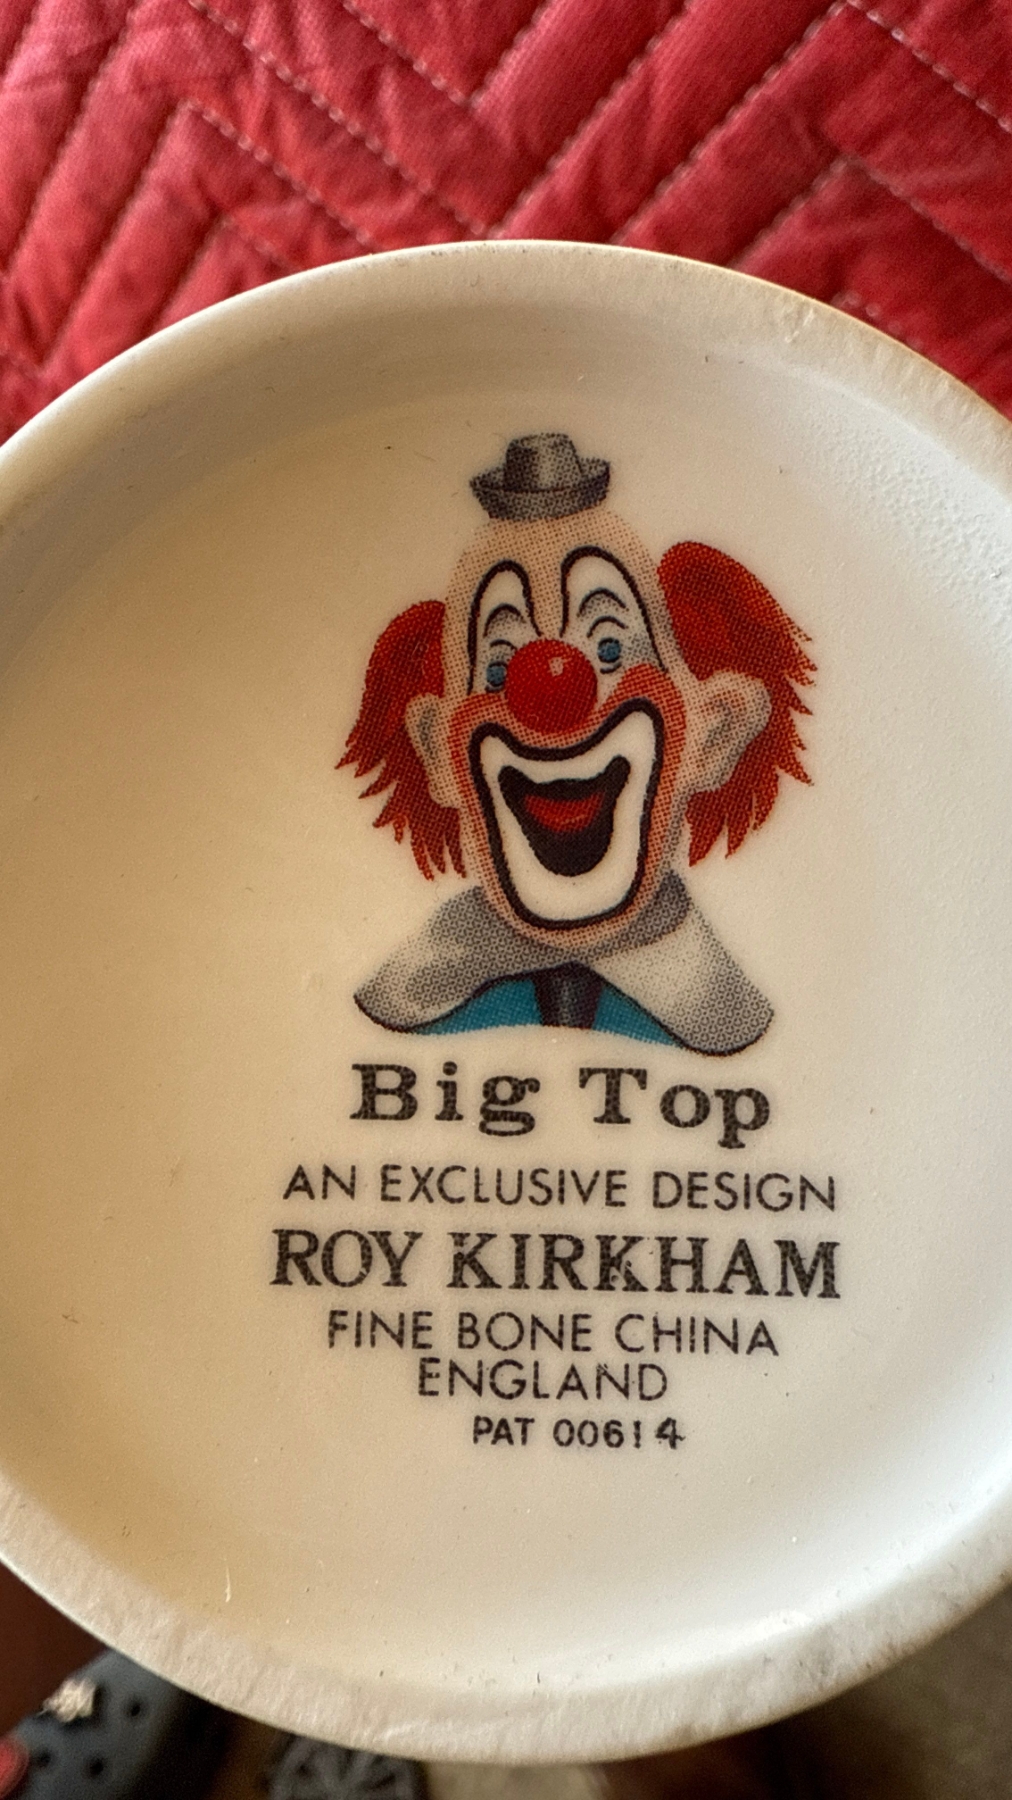 Big Top
AN EXCLUSIVE DESIGN
ROY KIRKHAM
FINE BONE CHINA
ENGLAND
PAT 00614